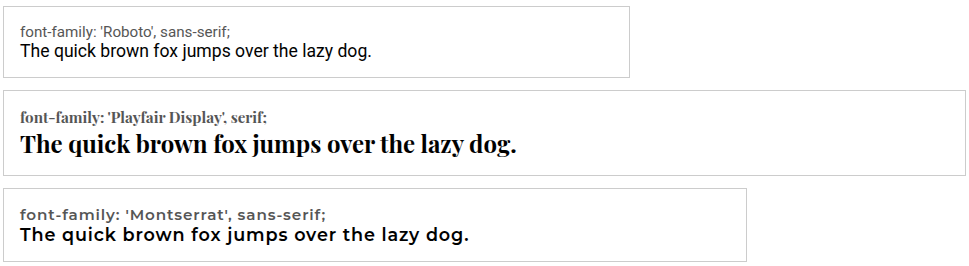 font-family: 'Roboto', sans-serif;
The quick brown fox jumps over the lazy dog.
font-family: 'Playfair Display', serif;
The quick brown fox jumps over the lazy dog.
font-family: 'Montserrat', sans-serif;
The quick brown fox jumps over the lazy dog.